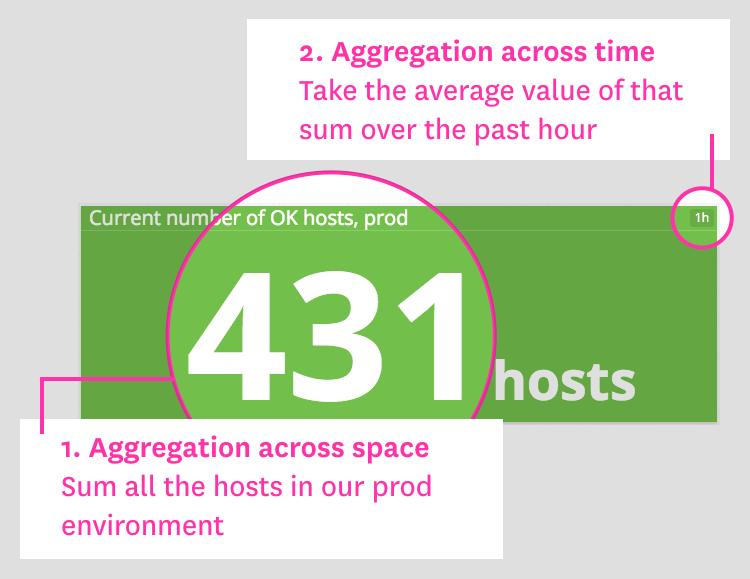 2. Aggregation across time
Take the average value of that
sum over the past hour
Current number of OK hosts, prod
1h
431 hosts
1. Aggregation across space
Sum all the hosts in our prod
environment